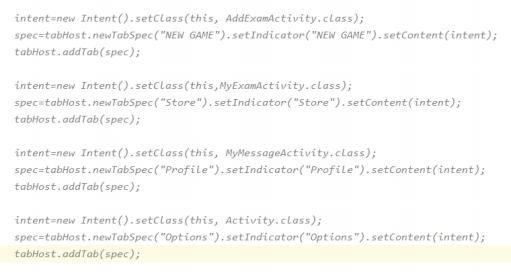 intent=new Intent().setClass(this, AddExamActivity.class);
spec=tabHost.newTabSpec("NEW GAME").setIndicator("NEW GAME").setContent(intent);
tabHost.addTab(spec);
intent=new Intent().setClass(this,MyExamActivity.class);
spec=tabHost.newTabSpec("Store").setIndicator("Store").setContent(intent);
tabHost.addTab(spec);
intent=new Intent().setClass(this, MyMessageActivity.class);
spec=tabHost.newTabSpec("Profile").setIndicator("Profile").setContent(intent);
tabHost.addTab(spec);
intent=new Intent().setClass(this, Activity.class);
spec=tabHost.newTabSpec("Options").setIndicator("Options").setContent(intent);
tabHost.addTab(spec);